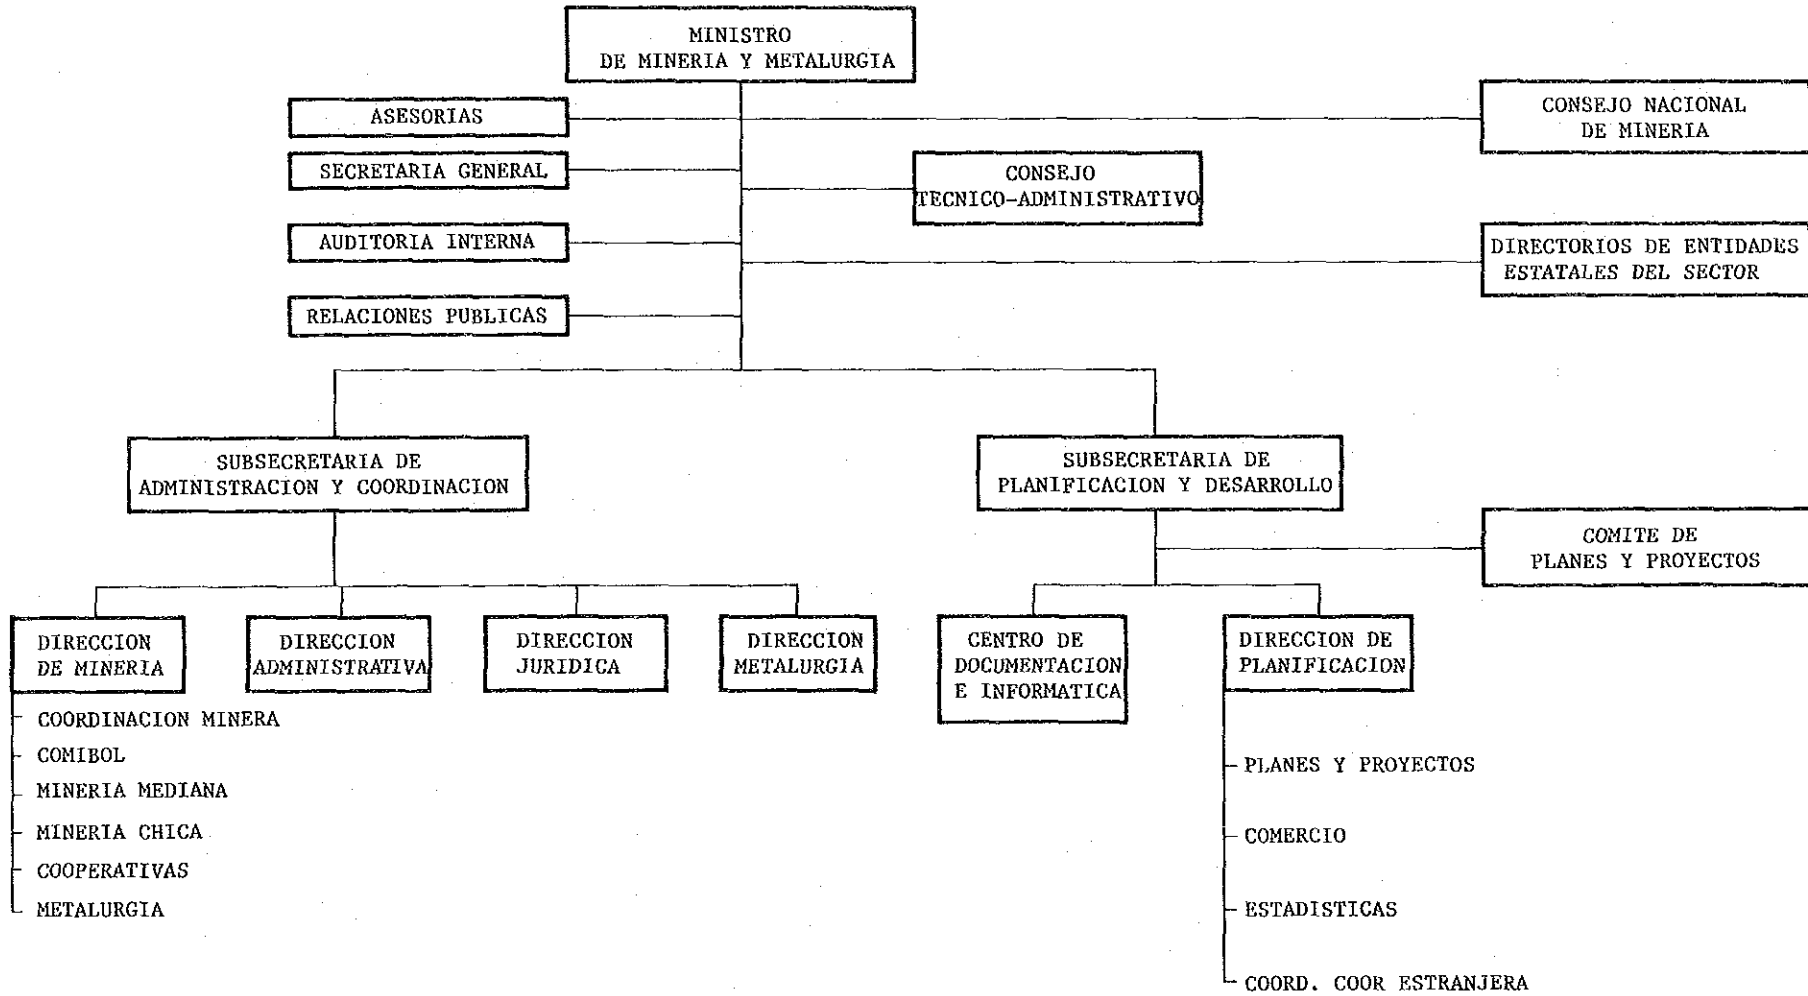 MINISTRO
DE MINERIA Y METALURGIA
ASESORIAS
CONSEJO NACIONAL
DE MINERIA
SECRETARIA GENERAL
CONSEJO
TECNICO-ADMINISTRATIVO
AUDITORIA INTERNA
DIRECTORIOS DE ENTIDADES
ESTATALES DEL SECTOR
RELACIONES PUBLICAS
SUBSECRETARIA DE
ADMINISTRACION Y COORDINACION
SUBSECRETARIA DE
PLANIFICACION Y DESARROLLO
COMITE DE
PLANES Y PROYECTOS
DIRECCION
DE MINERIA
DIRECCION
ADMINISTRATIVA
DIRECCION
JURIDICA
DIRECCION
METALURGIA
CENTRO DE
DOCUMENTACION
E INFORMATICA
DIRECCION DE
PLANIFICACION
COORDINACION MINERA
COMIBOL
MINERIA MEDIANA
MINERIA CHICA
COOPERATIVAS
METALURGIA
PLANES Y PROYECTOS
COMERCIO
ESTADISTICAS
COORD. COOR ESTRANJERA